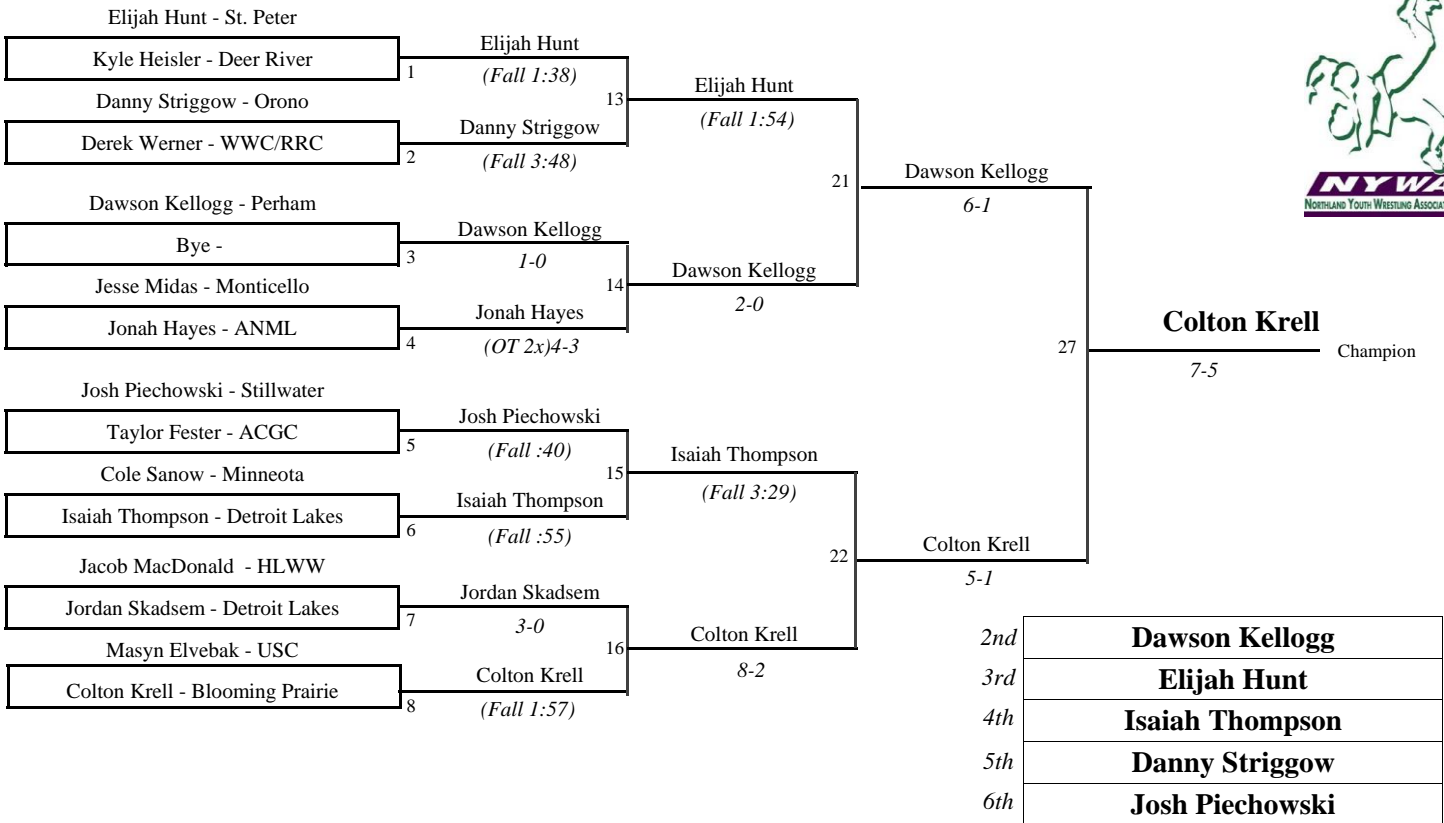 Elijah Hunt - St. Peter
Kyle Heisler - Deer River
1
Danny Striggow - Orono
Derek Werner - WWC/RRC
2
Dawson Kellogg - Perham
Bye -
3
Jesse Midas - Monticello
Jonah Hayes - ANML
4
Josh Piechowski - Stillwater
Taylor Fester - ACGC
5
Cole Sanow - Minneota
Isaiah Thompson - Detroit Lakes
6
Jacob MacDonald - HLWW
Jordan Skadsem - Detroit Lakes
7
Masyn Elvebak - USC
Colton Krell - Blooming Prairie
8
Elijah Hunt
(Fall 1:38)
13
Danny Striggow
(Fall 3:48)
Dawson Kellogg
1-0
14
Jonah Hayes
(OT 2x)4-3
Josh Piechowski
(Fall :40)
15
Isaiah Thompson
(Fall :55)
Jordan Skadsem
3-0
16
Colton Krell
(Fall 1:57)
Elijah Hunt
(Fall 1:54)
21
Dawson Kellogg
2-0
Isaiah Thompson
(Fall 3:29)
22
Colton Krell
8-2
Dawson Kellogg
6-1
27
Colton Krell
5-1
Colton Krell
Champion
7-5
NYWA
NORTHLAND YOUTH WRESTLING
2nd Dawson Kellogg
3rd Elijah Hunt
4th Isaiah Thompson
5th Danny Striggow
6th Josh Piechowski